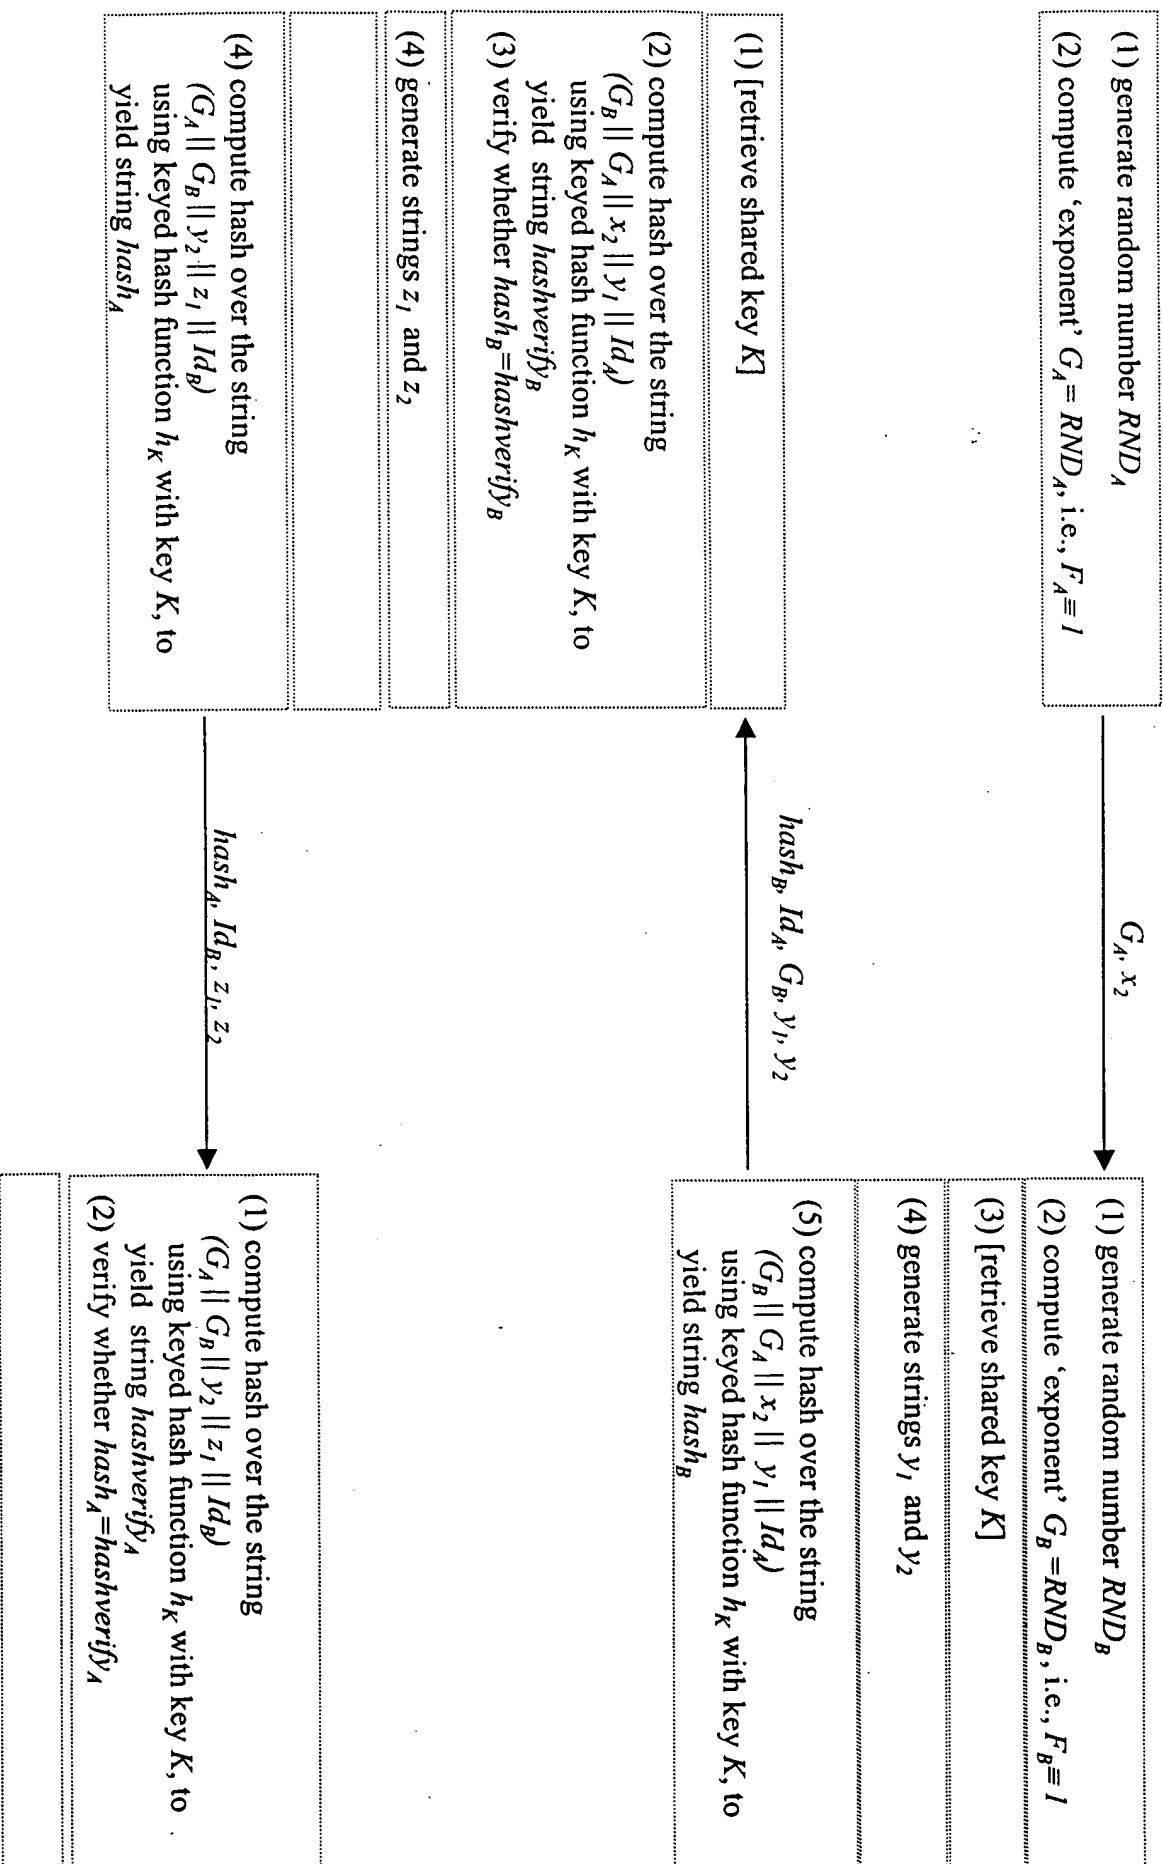 (1) generate random number RND_A
(2) compute ‘exponent’ G_A = RND_A, i.e., F_A≡1
G_A, x_2
(1) generate random number RND_B
(2) compute ‘exponent’ G_B =RND_B, i.e., F_B≡1
(3) [retrieve shared key K]
(4) generate strings y_1 and y_2
(5) compute hash over the string
(G_B || G_A || x_2 || y_1 || Id_A)
using keyed hash function h_K with key K, to
yield string hash_B
hash_B, Id_A, G_B, y_1, y_2
(1) [retrieve shared key K]
(2) compute hash over the string
(G_B || G_A || x_2 || y_1 || Id_A)
using keyed hash function h_K with key K, to
yield string hashverify_B
(3) verify whether hash_B=hashverify_B
(4) generate strings z_1 and z_2
(4) compute hash over the string
(G_A || G_B || y_2 || z_1 || Id_B)
using keyed hash function h_K with key K, to
yield string hash_A
hash_A, Id_B, z_1, z_2
(1) compute hash over the string
(G_A || G_B || y_2 || z_1 || Id_B)
using keyed hash function h_K with key K, to
yield string hashverify_A
(2) verify whether hash_A=hashverify_A